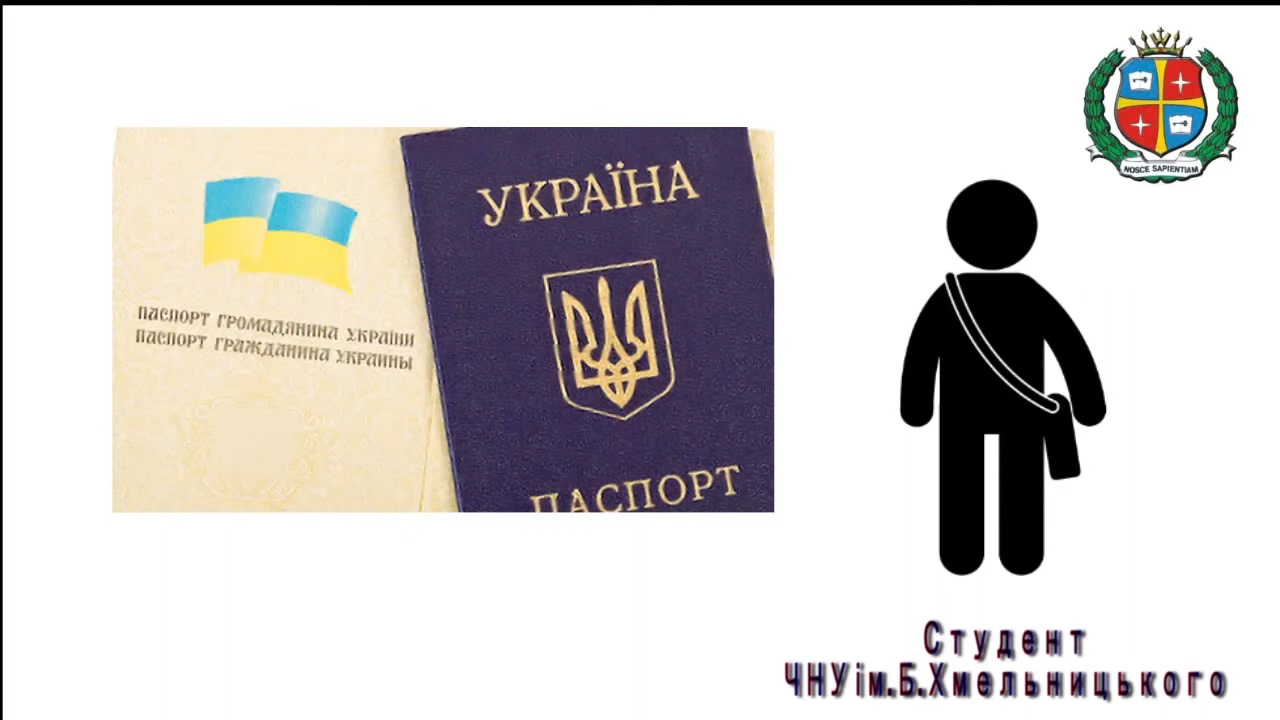 NOSCE SAPIENTIAM
УКРАЇНА
ПАСПОРТ ГРОМАДЯНИНА УКРАЇНИ
ПАСПОРТ ГРАЖДАНИНА УКРАИНЫ
ПАСПОРТ
Студент
ЧНУім.Б.Хмельницького